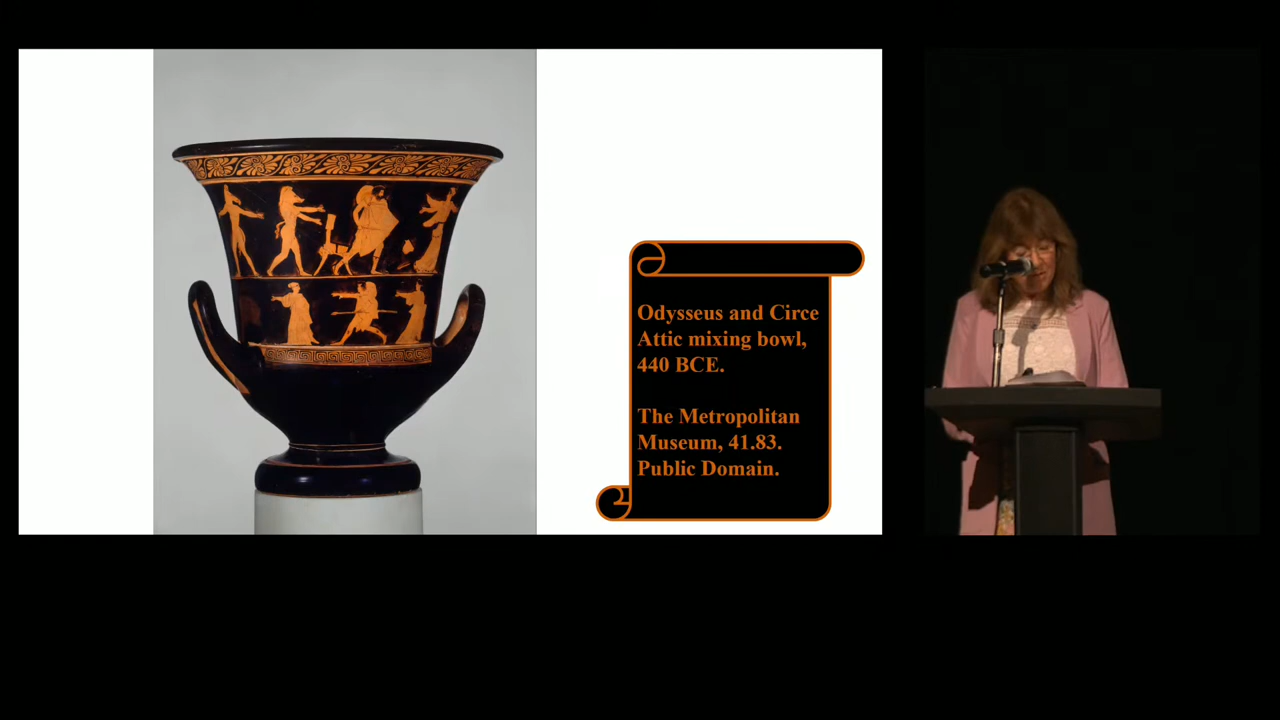 Odysseus and Circe
Attic mixing bowl,
440 BCE.
The Metropolitan
Museum, 41.83.
Public Domain.